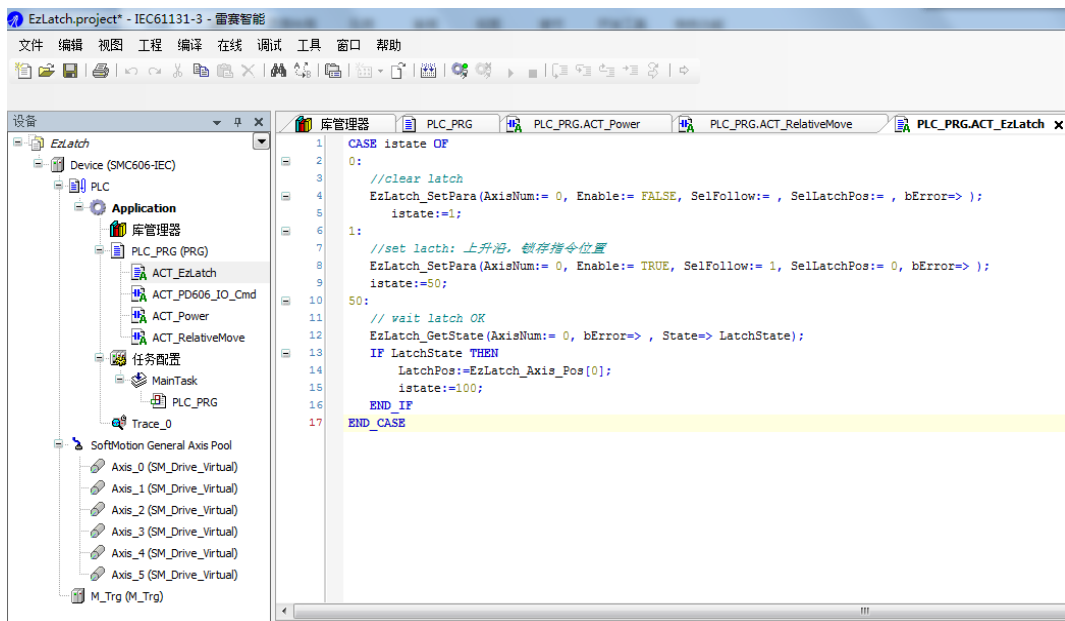 EzLatch.project* - IEC61131-3 - 雷赛智能
文件 编辑 视图 工程 编译 在线 调试 工具 窗口 帮助
设备
库管理器 PLC_PRG PLC_PRG.ACT_Power PLC_PRG.ACT_RelativeMove PLC_PRG.ACT_EzLatch
EzLatch
Device (SMC606-IEC)
PLC
Application
库管理器
PLC_PRG (PRG)
ACT_EzLatch
ACT_PD606_IO_Cmd
ACT_Power
ACT_RelativeMove
任务配置
MainTask
PLC_PRG
Trace_0
SoftMotion General Axis Pool
Axis_0 (SM_Drive_Virtual)
Axis_1 (SM_Drive_Virtual)
Axis_2 (SM_Drive_Virtual)
Axis_3 (SM_Drive_Virtual)
Axis_4 (SM_Drive_Virtual)
Axis_5 (SM_Drive_Virtual)
M_Trg (M_Trg)
1 CASE istate OF
2 0:
3 //clear latch
4 EzLatch_SetPara(AxisNum:= 0, Enable:= FALSE, SelFollow:= , SelLatchPos:= , bError=> );
5 istate:=1;
6 1:
7 //set lacth: 上升沿，锁存指令位置
8 EzLatch_SetPara(AxisNum:= 0, Enable:= TRUE, SelFollow:= 1, SelLatchPos:= 0, bError=> );
9 istate:=50;
10 50:
11 // wait latch OK
12 EzLatch_GetState(AxisNum:= 0, bError=> , State=> LatchState);
13 IF LatchState THEN
14 LatchPos:=EzLatch_Axis_Pos[0];
15 istate:=100;
16 END_IF
17 END_CASE